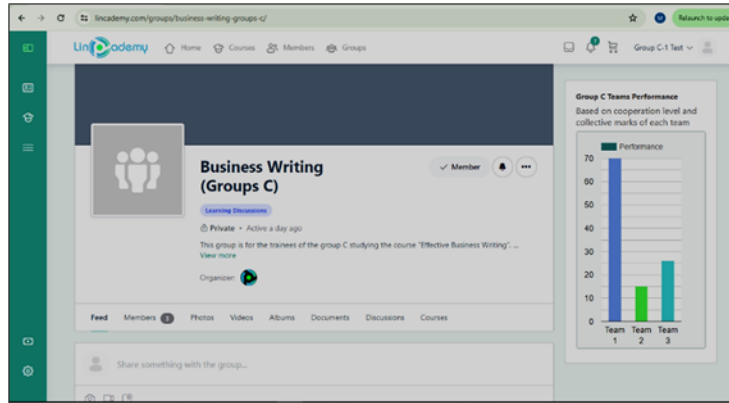 lincademy.com/groups/business-writing-groups-c/
Relaunch to upda
Lincademy Home Courses Members Groups
Group C-1 Test
Business Writing
(Groups C)
Member
Learning Discussions
Private • Active a day ago
This group is for the trainees of the group C studying the course "Effective Business Writing". ...
View more
Organizer:
Feed Members 3 Photos Videos Albums Documents Discussions Courses
Share something with the group...
Group C Teams Performance
Based on cooperation level and
collective marks of each team
Performance
70
60
50
40
30
20
10
0
Team Team Team
1 2 3